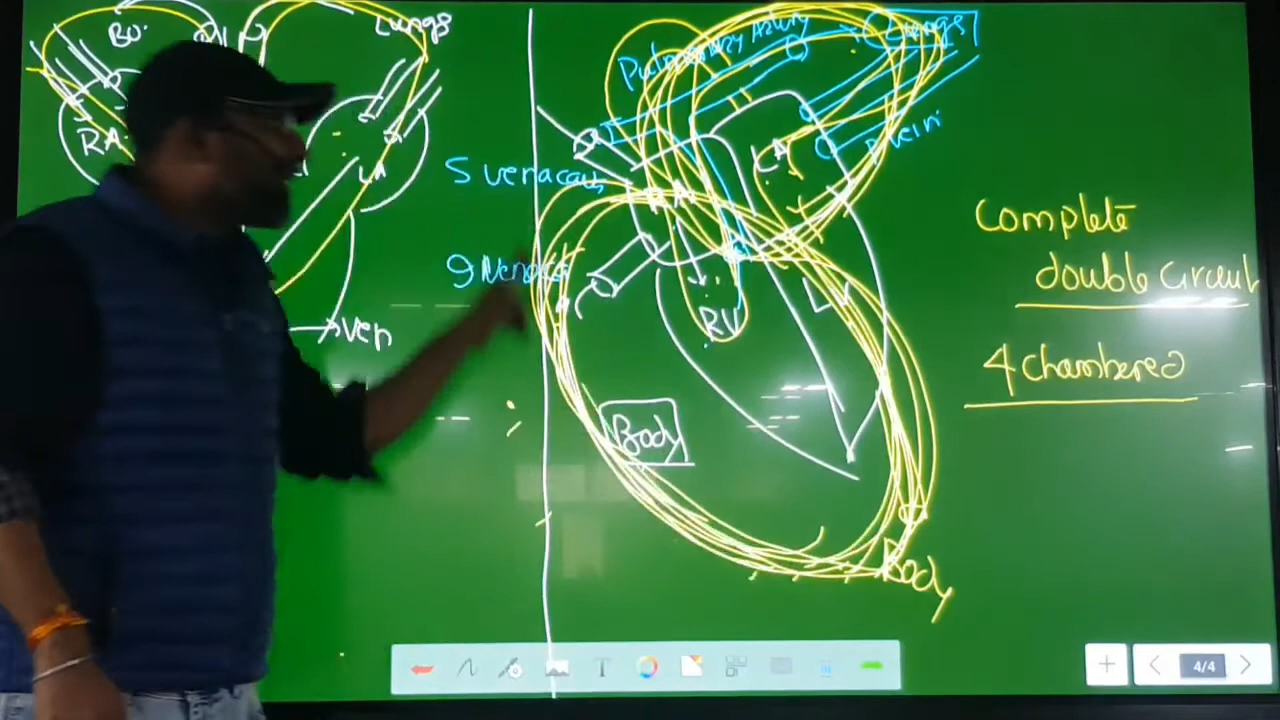 Lungs
RA
LA
ven
Pulmonary Artery
Lungs
P.vein
S venacava
LA
RA
LV
RV
Body
Body
Complete
double Circuit
4 chambered
4/4